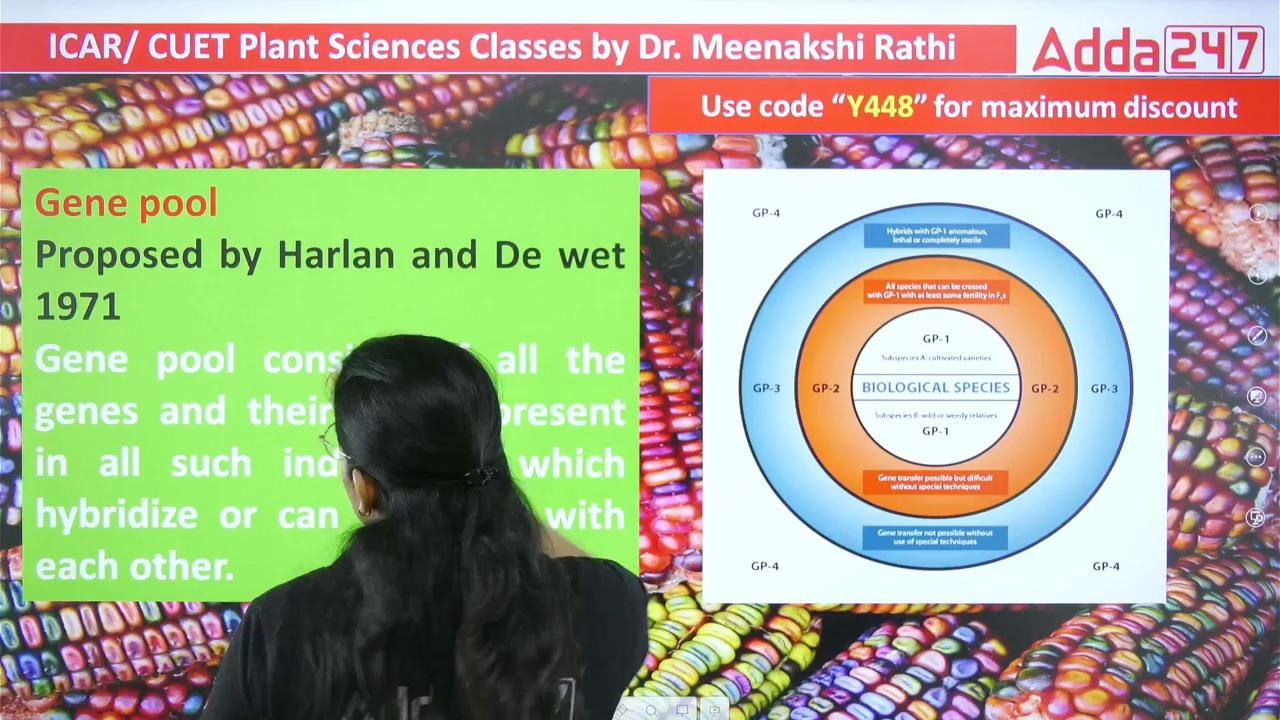 ICAR/ CUET Plant Sciences Classes by Dr. Meenakshi Rathi
Adda247
Use code “Y448” for maximum discount
Gene pool
Proposed by Harlan and De wet
1971
Gene pool all the
genes and their present
in all such which
hybridize or can with
each other.
GP-4
GP-4
Hybrids with GP-1 anomalous,
lethal or completely sterile
All species that can be crossed
with GP-1 with at least some fertility in F₁s
GP-1
Subspecies A: cultivated varieties
GP-3
GP-2
BIOLOGICAL SPECIES
GP-2
GP-3
Subspecies B: wild or weedy relatives
GP-1
Gene transfer possible but difficult
without special techniques
Gene transfer not possible without
use of special techniques
GP-4
GP-4